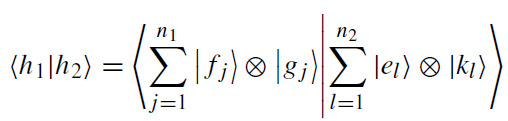 ⟨h₁|h₂⟩ = ⟨∑_{j=1}^{n₁} |f_j⟩ ⊗ |g_j⟩ | ∑_{l=1}^{n₂} |e_l⟩ ⊗ |k_l⟩⟩